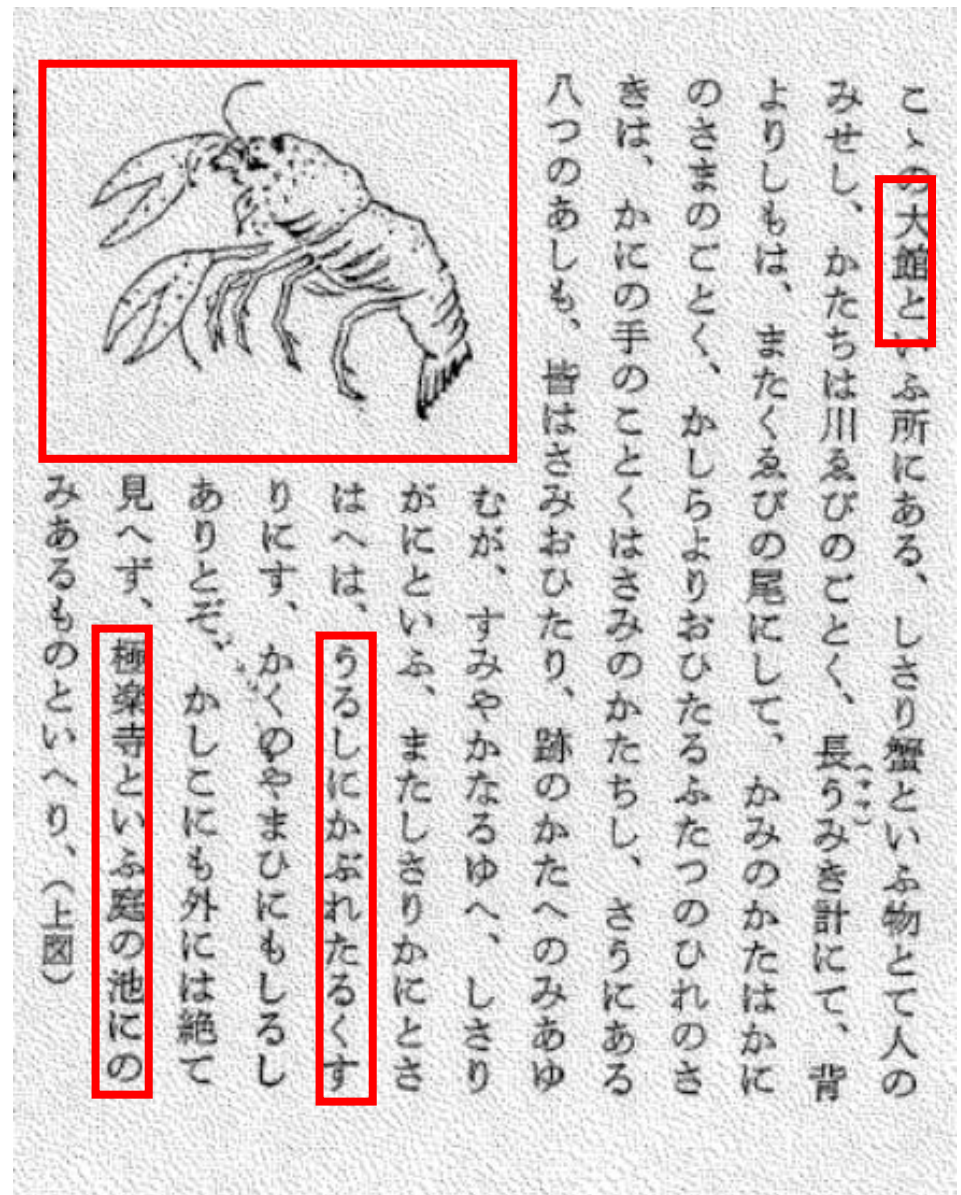 こゝの大館といふ所にある、しさり蟹といふ物とて人の
みせし、かたちは川ゑびのごとく、長うみき計にて、背
(ママ)
よりしもは、またくゑびの尾にして、かみのかたはかに
のさまのごとく、かしらよりおひたるふたつのひれのさ
きは、かにの手のことくはさみのかたちし、さうにある
八つのあしも、皆はさみおひたり、跡のかたへのみあゆ
むが、すみやかなるゆへ、しさり
がにといふ、またしさりかにとさ
はへは、うるしにかぶれたるくす
りにす、かくのやまひにもしるし
ありとぞ、かしこにも外には絶て
見へず、極楽寺といふ庭の池にの
みあるものといへり、(上図)